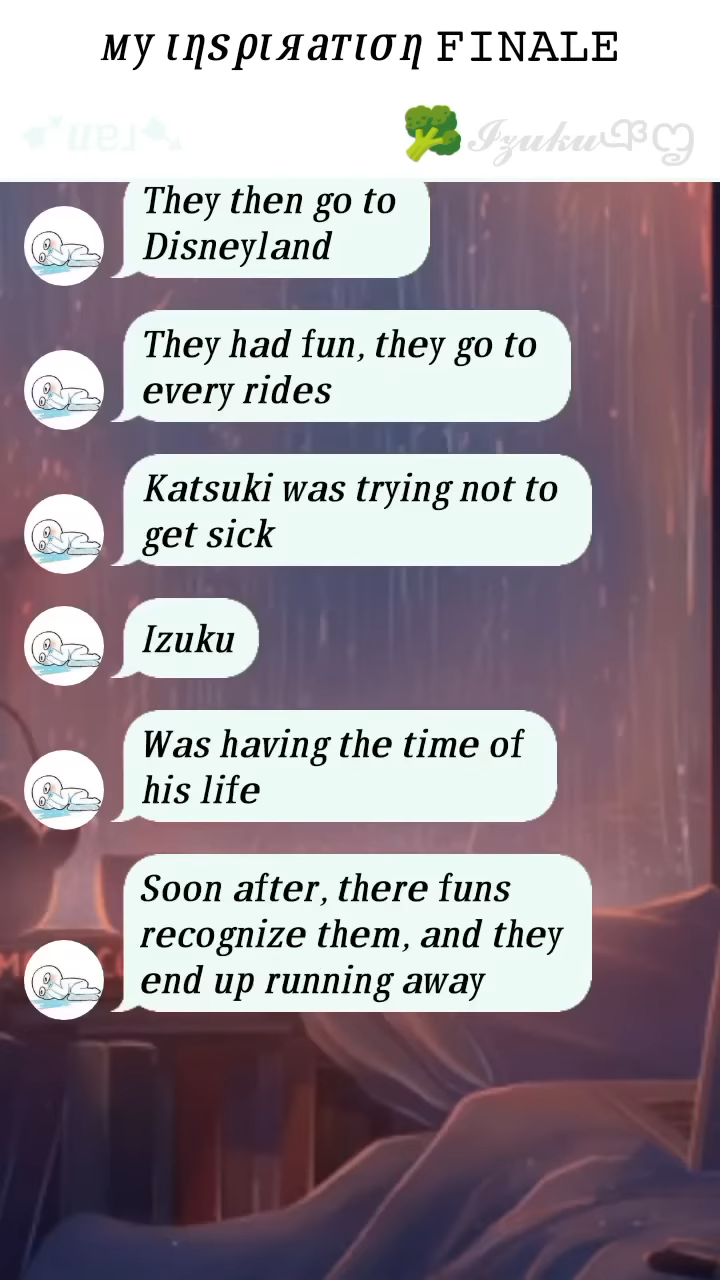 мy ιηѕριяaтιση FINALE
🥦 𝓘𝔃𝓾𝓴𝓾
They then go to
Disneyland
They had fun, they go to
every rides
Katsuki was trying not to
get sick
Izuku
Was having the time of
his life
Soon after, there funs
recognize them, and they
end up running away